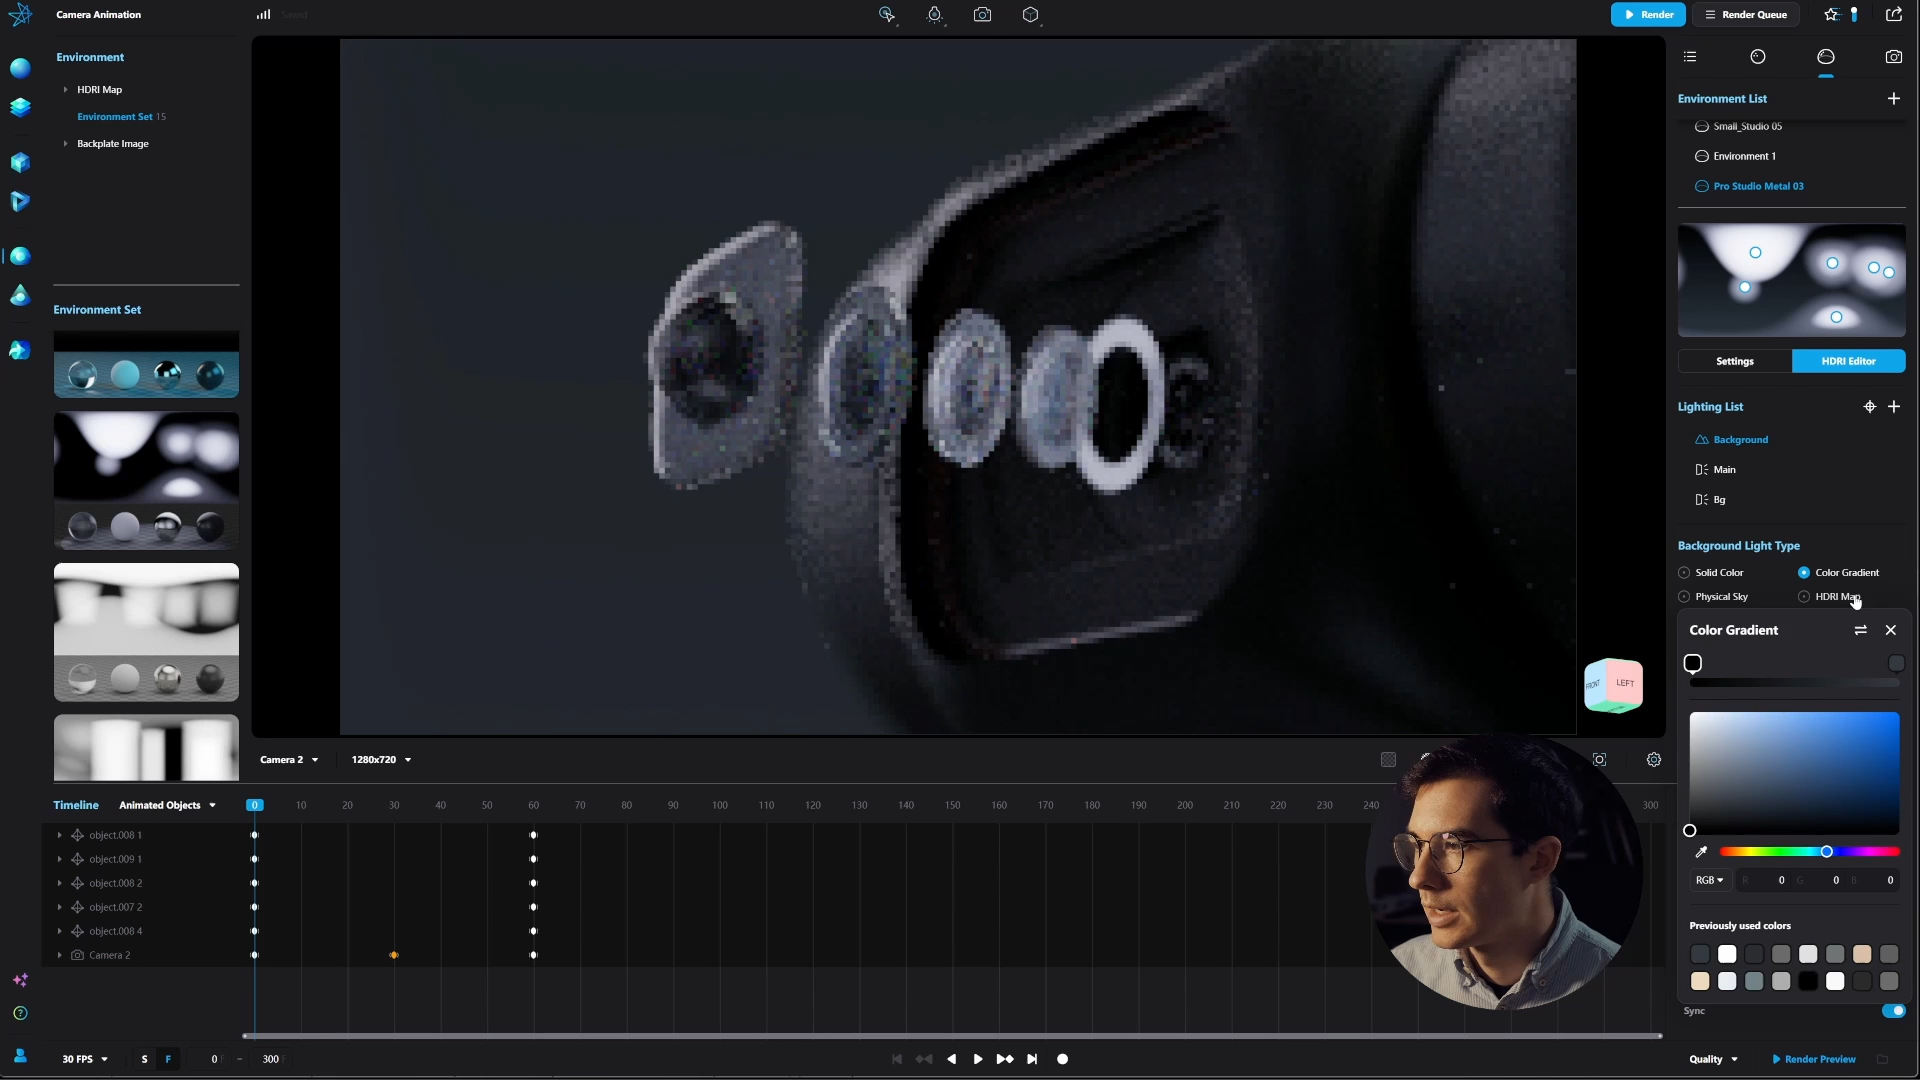 Camera Animation
Saved
Render
Render Queue
Environment
HDRI Map
Environment Set 15
Backplate Image
Environment Set
Environment List
Small_Studio 05
Environment 1
Pro Studio Metal 03
Settings
HDRI Editor
Lighting List
Background
Main
Bg
Background Light Type
Solid Color
Color Gradient
Physical Sky
HDRI Map
Color Gradient
RGB
R 0 G 0 B 0
Previously used colors
Sync
FRONT
LEFT
Camera 2
1280x720
Timeline
Animated Objects
0 10 20 30 40 50 60 70 80 90 100 110 120 130 140 150 160 170 180 190 200 210 220 230 240 300
object.008 1
object.009 1
object.008 2
object.007 2
object.008 4
Camera 2
30 FPS
S
F
0 F - 300 F
Quality
Render Preview